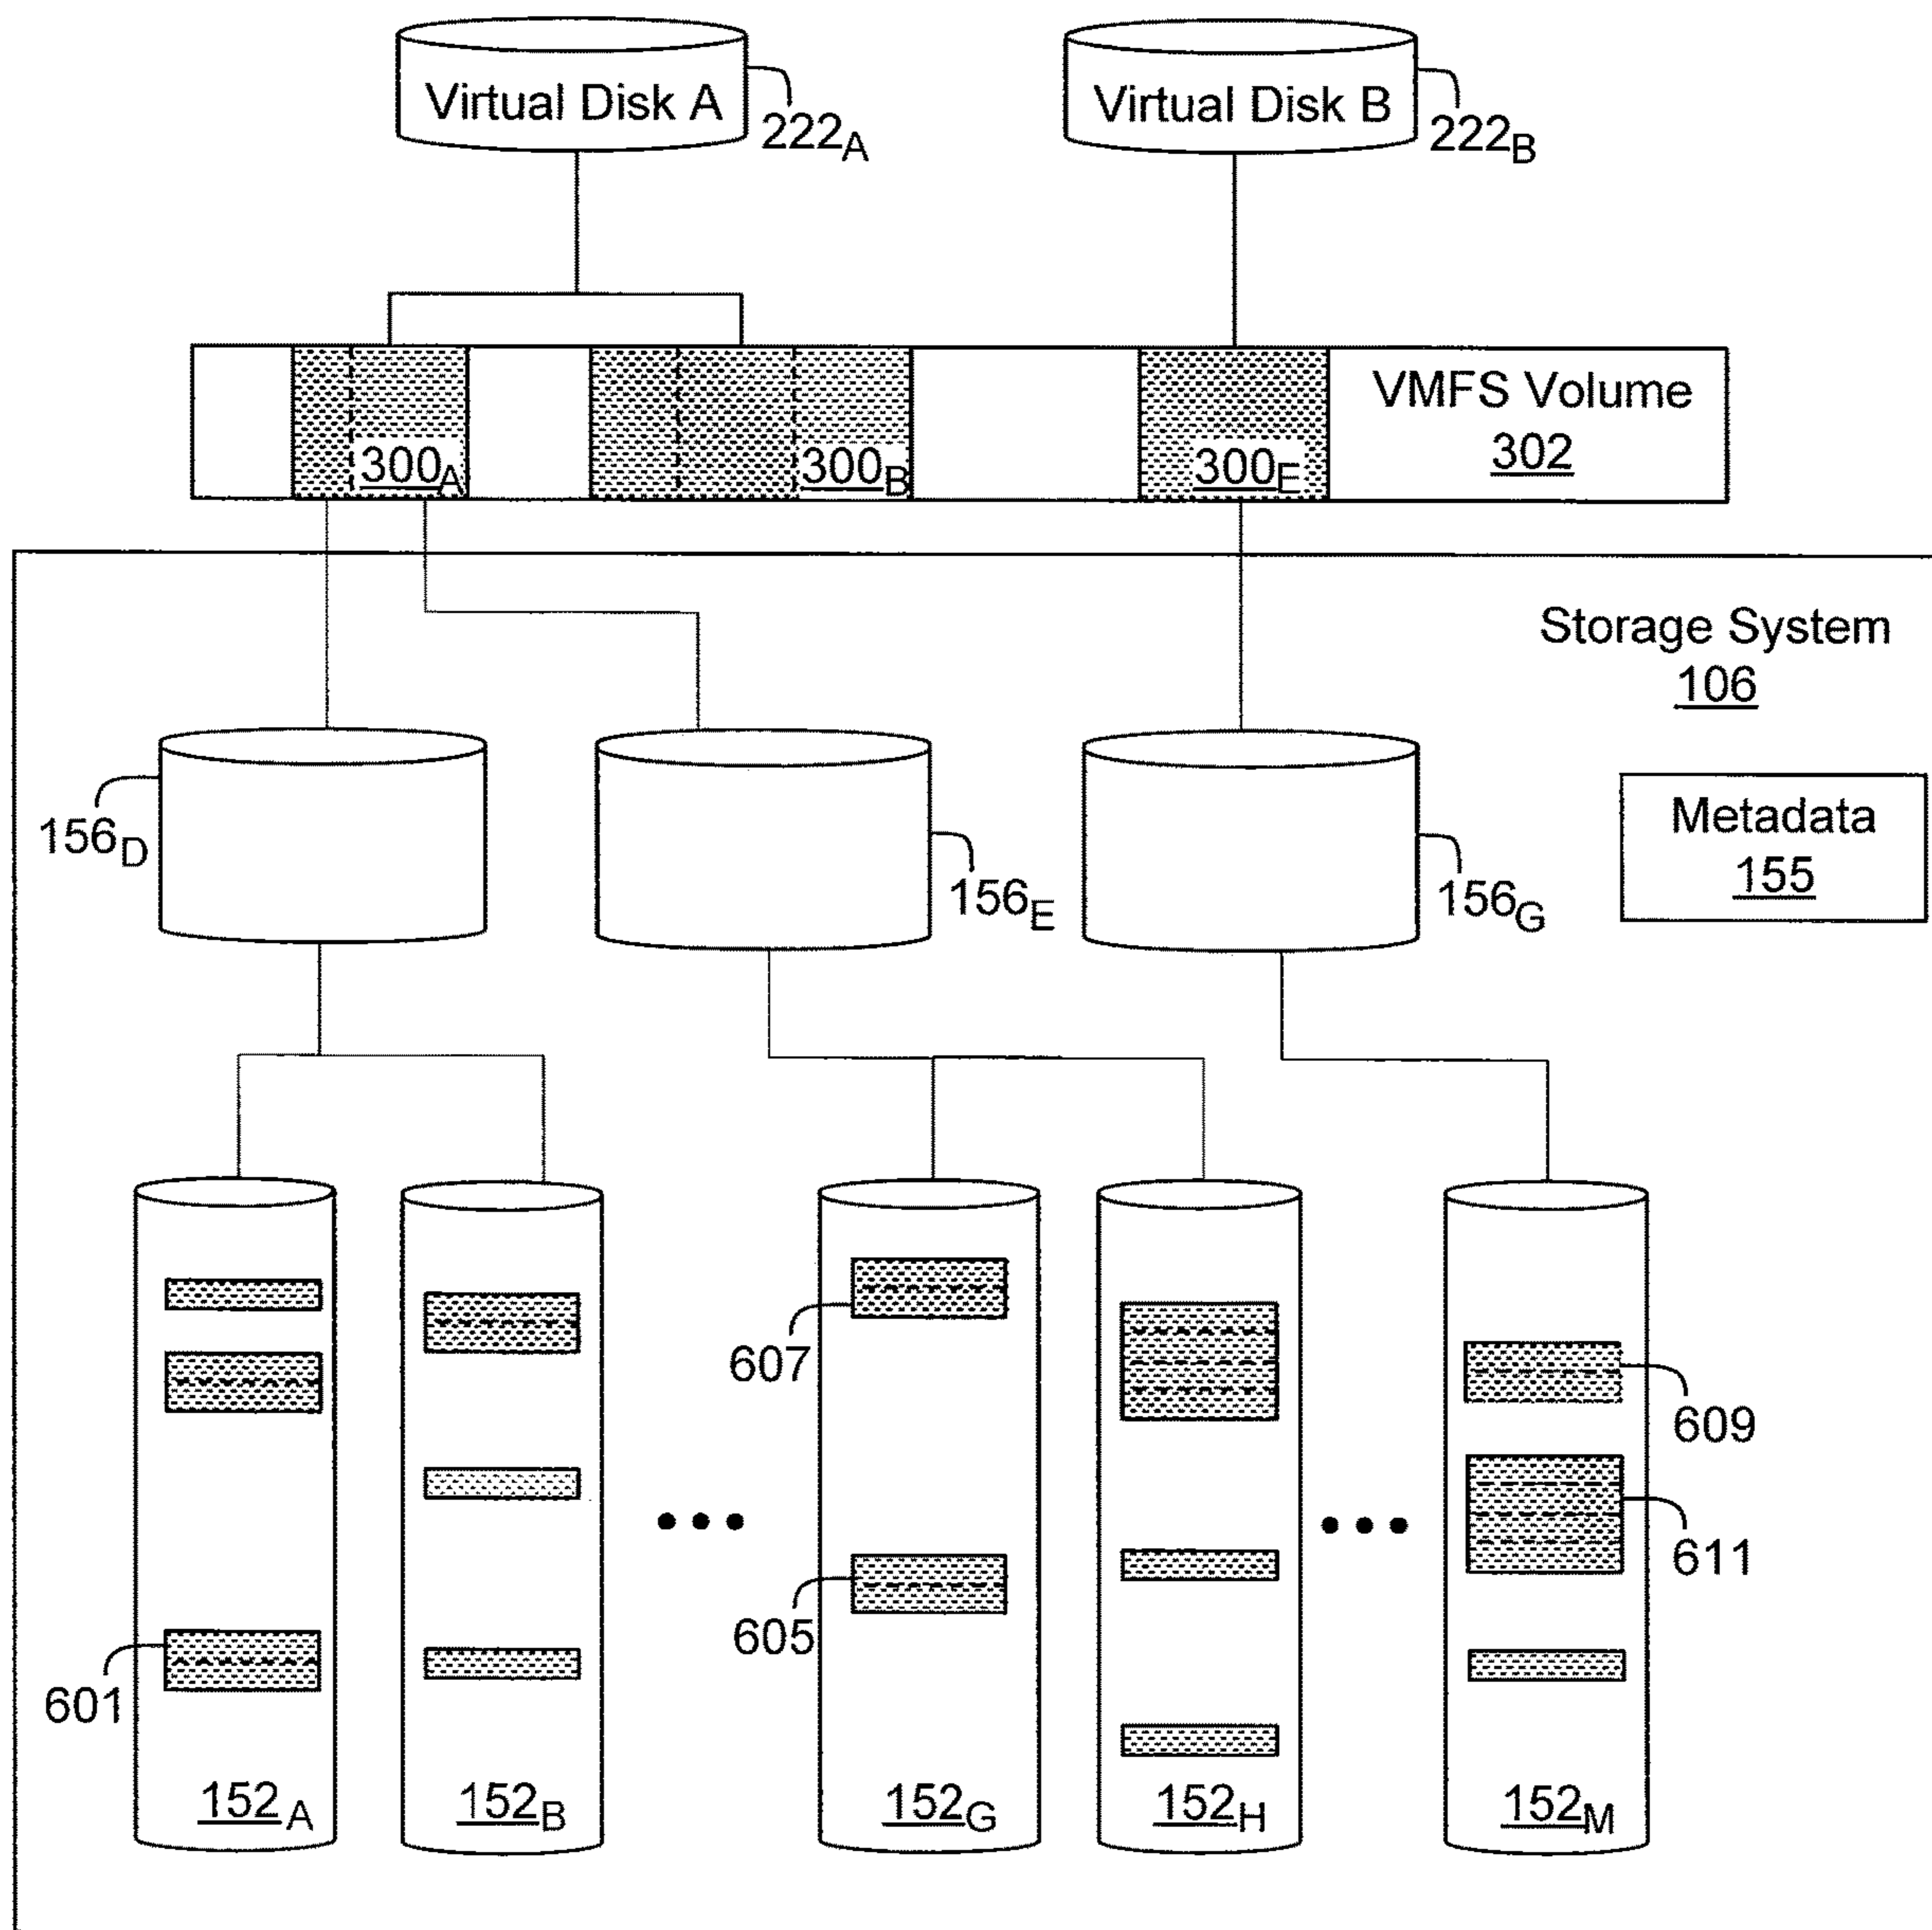 Virtual Disk A
222A
Virtual Disk B
222B
300A
300B
300E
VMFS Volume
302
Storage System
106
156D
156E
156G
Metadata
155
607
609
611
605
601
152A
152B
152G
152H
152M